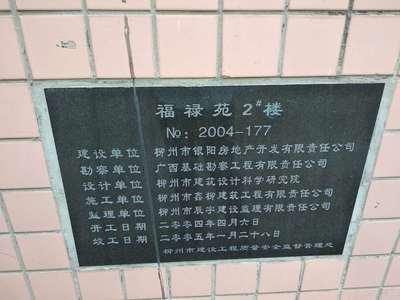 福禄苑2#楼
No: 2004-177
建设单位 柳州市银阳房地产开发有限责任公司
勘察单位 广西基础勘察工程有限责任公司
设计单位 柳州市建筑设计科学研究院
施工单位 柳州市鑫柳建筑工程有限责任公司
监理单位 柳州市辰宇建设监理有限责任公司
开工日期 二〇〇四年四月六日
竣工日期 二〇〇五年一月二十八日
柳州市建设工程质量安全监督管理处